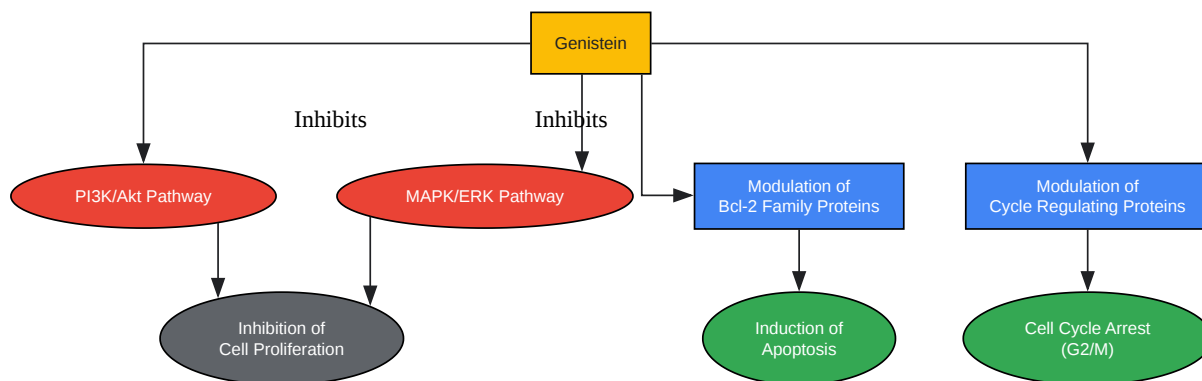 Genistein
Inhibits
Inhibits
PI3K/Akt Pathway
MAPK/ERK Pathway
Modulation of
Bcl-2 Family Proteins
Modulation of
Cycle Regulating Proteins
Inhibition of
Cell Proliferation
Induction of
Apoptosis
Cell Cycle Arrest
(G2/M)